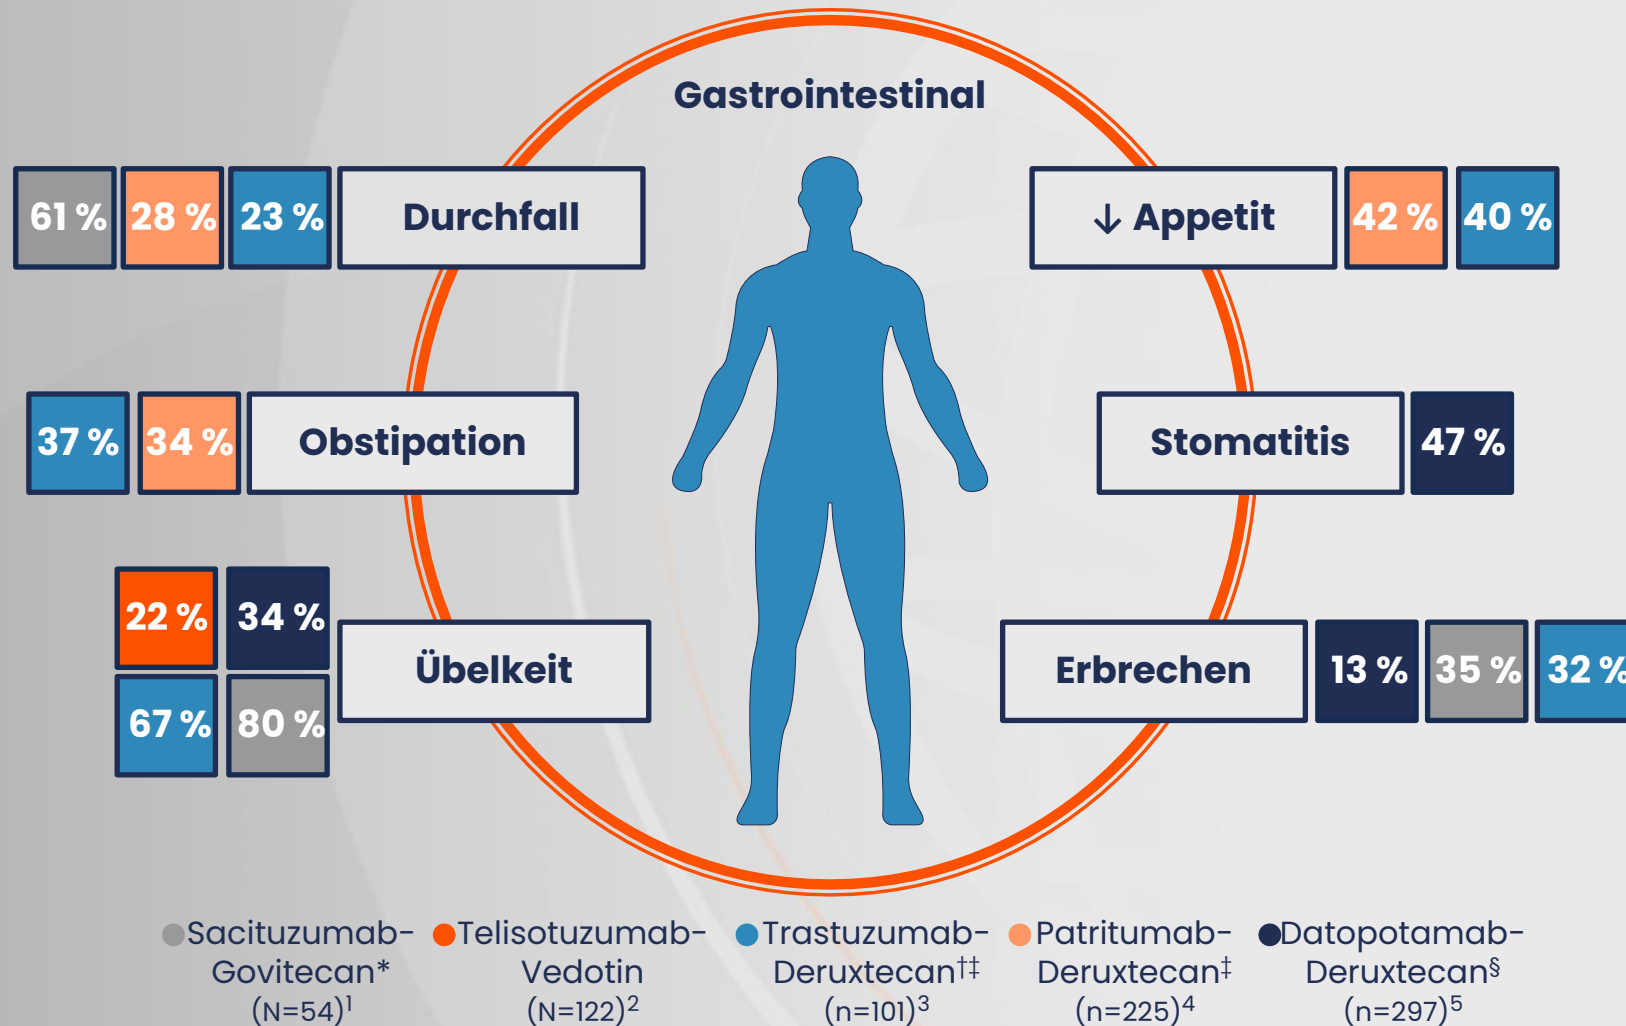 Gastrointestinal
61 % 28 % 23 % Durchfall
↓ Appetit 42 % 40 %
37 % 34 % Obstipation
Stomatitis 47 %
22 % 34 %
67 % 80 %
Übelkeit
Erbrechen 13 % 35 % 32 %
Sacituzumab-
Govitecan*
(N=54)¹
Telisotuzumab-
Vedotin
(N=122)²
Trastuzumab-
Deruxtecan†‡
(n=101)³
Patritumab-
Deruxtecan‡
(n=225)⁴
Datopotamab-
Deruxtecan§
(n=297)⁵